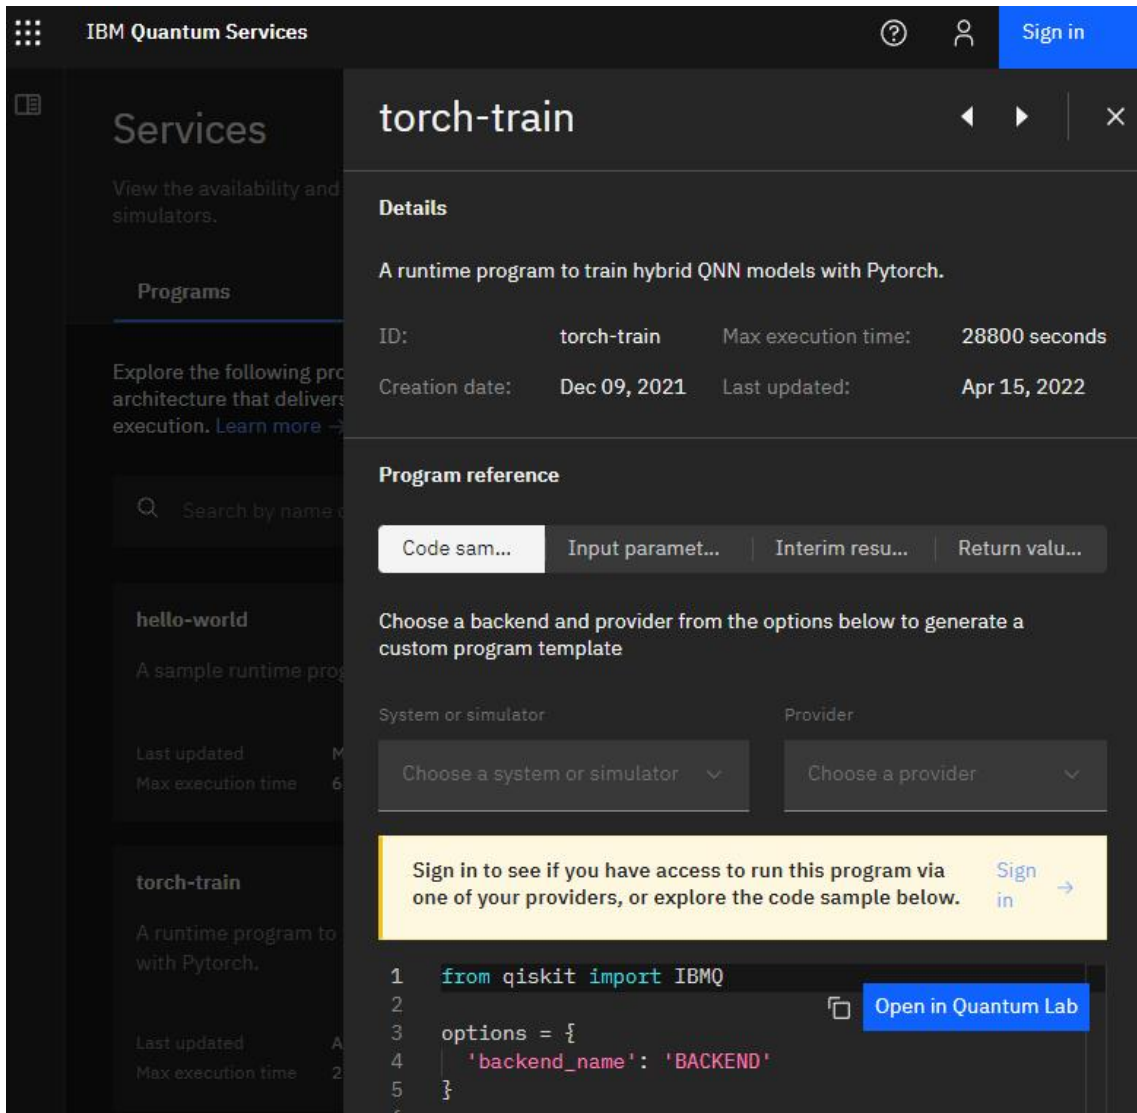 IBM Quantum Services
Sign in
Services
View the availability and
simulators.
Programs
Explore the following pro
architecture that delivers
execution. Learn more →
Search by name
hello-world
A sample runtime prog
Last updated M
Max execution time 6
torch-train
A runtime program to
with Pytorch.
Last updated A
Max execution time 2
torch-train
Details
A runtime program to train hybrid QNN models with Pytorch.
ID: torch-train Max execution time: 28800 seconds
Creation date: Dec 09, 2021 Last updated: Apr 15, 2022
Program reference
Code sam... Input paramet... Interim resu... Return valu...
Choose a backend and provider from the options below to generate a
custom program template
System or simulator Provider
Choose a system or simulator Choose a provider
Sign in to see if you have access to run this program via
one of your providers, or explore the code sample below.
Sign
in →
1 from qiskit import IBMQ
2
Open in Quantum Lab
3 options = {
4 'backend_name': 'BACKEND'
5 }